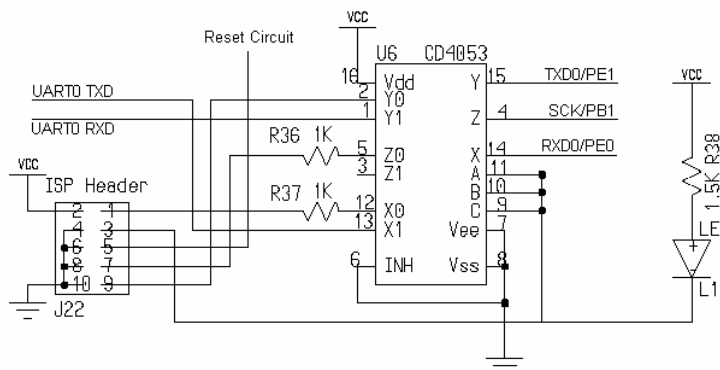 VCC
Reset Circuit
U6 CD4053
16 Vdd Y 15 TXD0/PE1
VCC
UART0 TXD
2 Y0
1 Y1 Z 4 SCK/PB1
UART0 RXD
R36 1K
5 Z0 X 14 RXD0/PE0
3 Z1 A 11
1.5K R38
VCC
ISP Header
R37 1K
B 10
2 1
12 X0 C 9
4 3
13 X1 Vee 7
LE
6 5
8 7
6 INH Vss 8
10 9
L1
J22